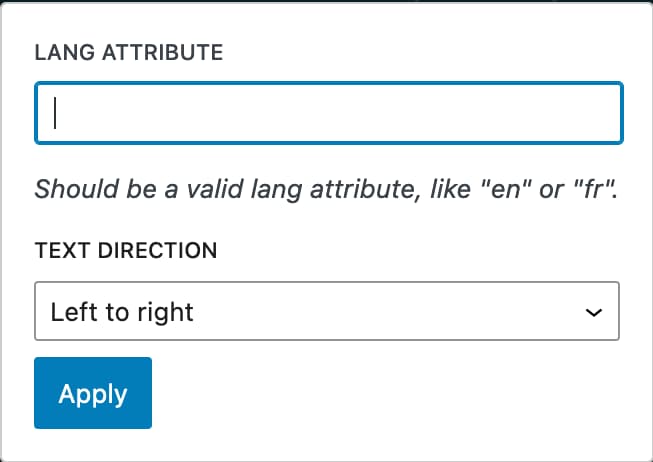 LANG ATTRIBUTE
Should be a valid lang attribute, like "en" or "fr".
TEXT DIRECTION
Left to right
Apply